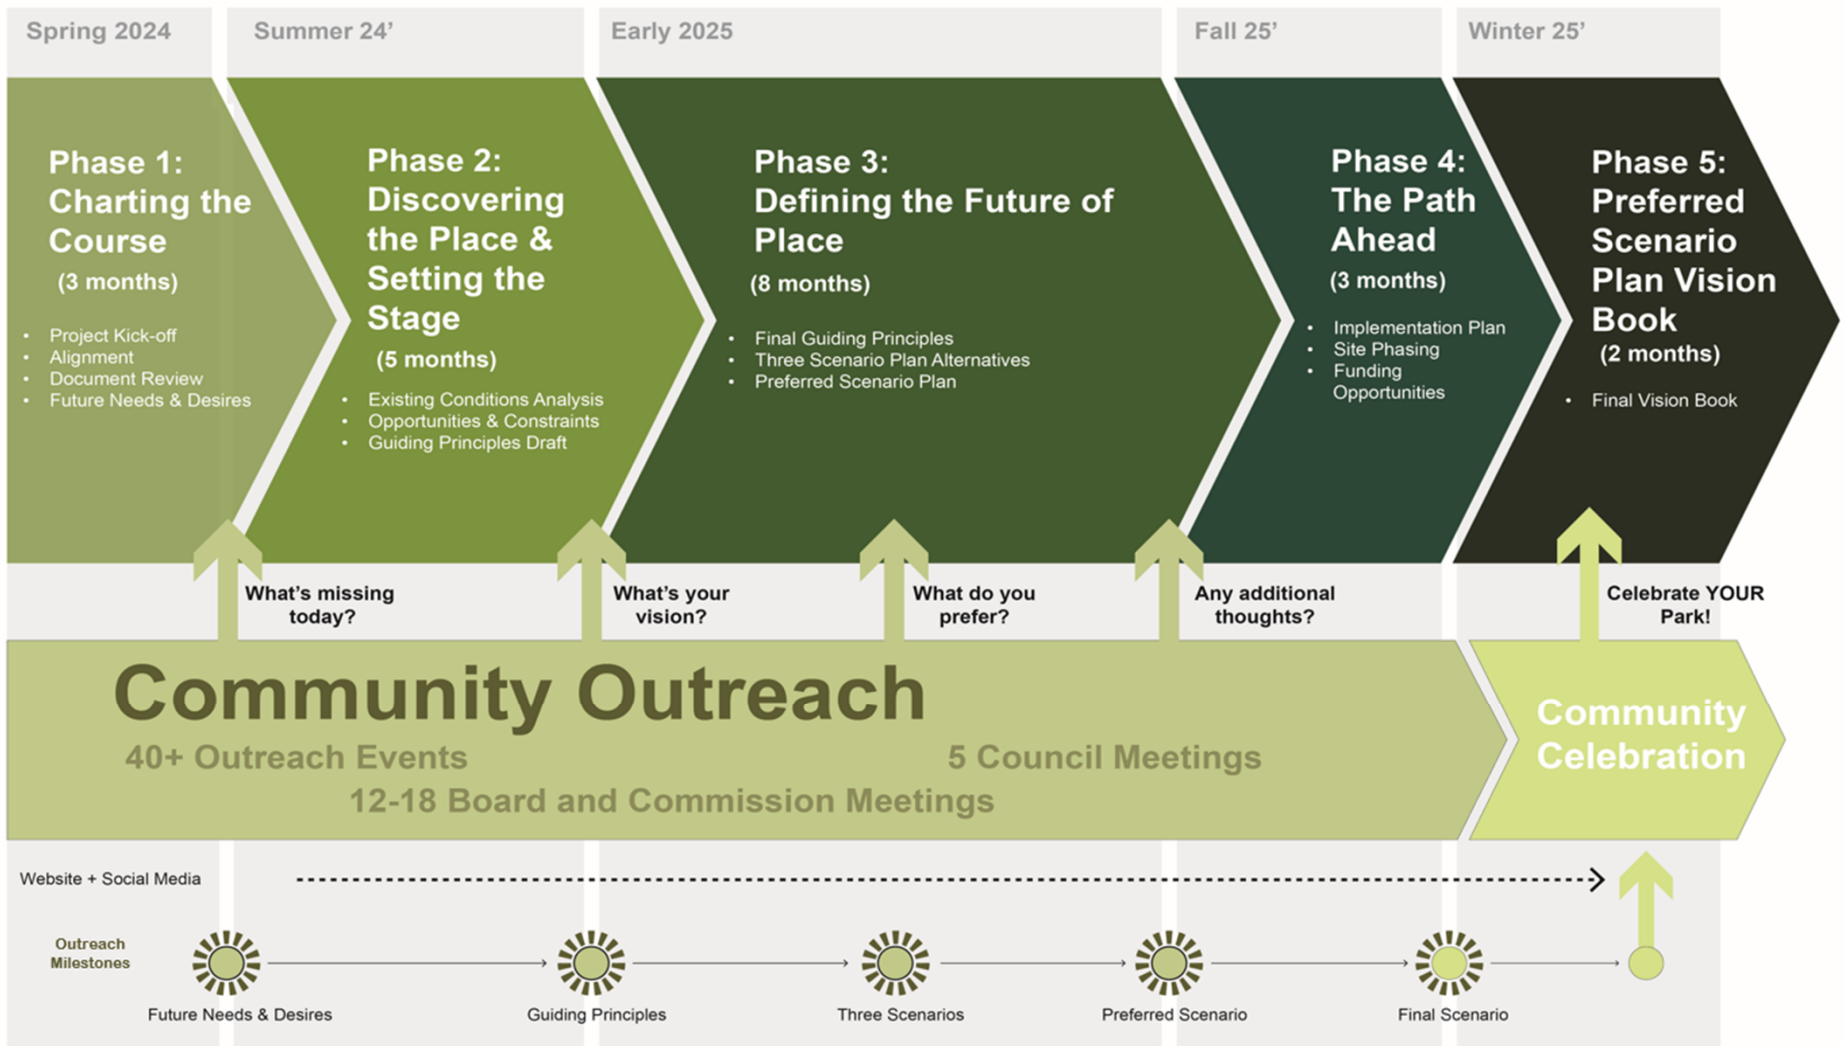 Spring 2024
Summer 24’
Early 2025
Fall 25’
Winter 25’
Phase 1:
Charting the
Course
(3 months)
• Project Kick-off
• Alignment
• Document Review
• Future Needs & Desires
Phase 2:
Discovering
the Place &
Setting the
Stage
(5 months)
• Existing Conditions Analysis
• Opportunities & Constraints
• Guiding Principles Draft
Phase 3:
Defining the Future of
Place
(8 months)
• Final Guiding Principles
• Three Scenario Plan Alternatives
• Preferred Scenario Plan
Phase 4:
The Path
Ahead
(3 months)
• Implementation Plan
• Site Phasing
• Funding
Opportunities
Phase 5:
Preferred
Scenario
Plan Vision
Book
(2 months)
• Final Vision Book
What’s missing
today?
What’s your
vision?
What do you
prefer?
Any additional
thoughts?
Celebrate YOUR
Park!
Community Outreach
40+ Outreach Events
5 Council Meetings
12-18 Board and Commission Meetings
Community
Celebration
Website + Social Media
Outreach
Milestones
Future Needs & Desires
Guiding Principles
Three Scenarios
Preferred Scenario
Final Scenario